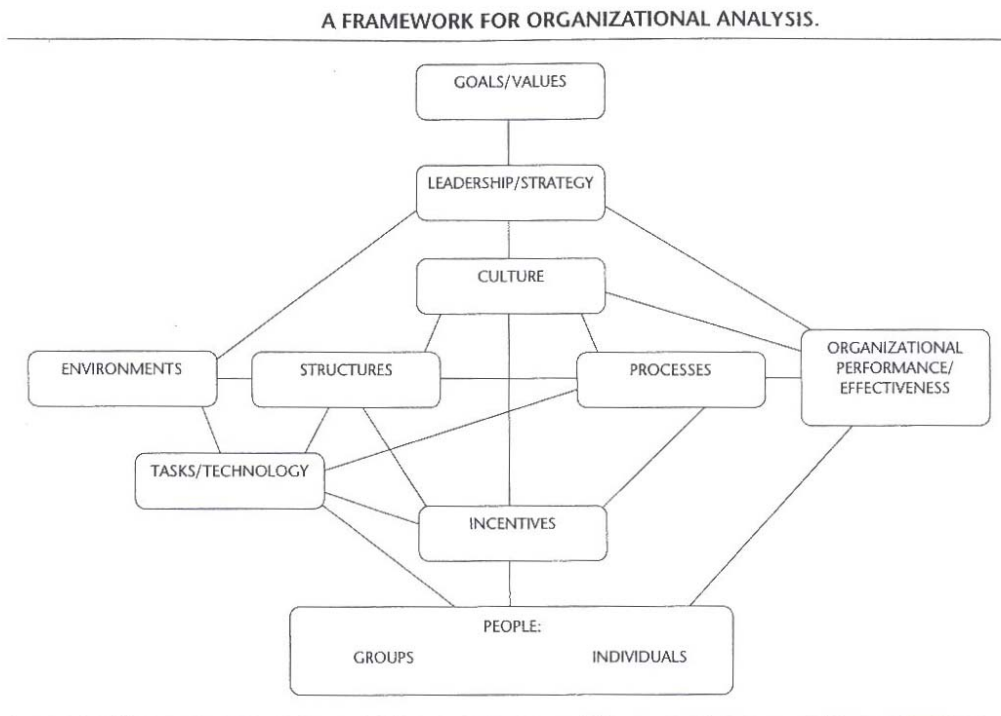 A FRAMEWORK FOR ORGANIZATIONAL ANALYSIS.
GOALS/VALUES
LEADERSHIP/STRATEGY
CULTURE
ENVIRONMENTS
STRUCTURES
PROCESSES
ORGANIZATIONAL
PERFORMANCE/
EFFECTIVENESS
TASKS/TECHNOLOGY
INCENTIVES
PEOPLE:
GROUPS
INDIVIDUALS